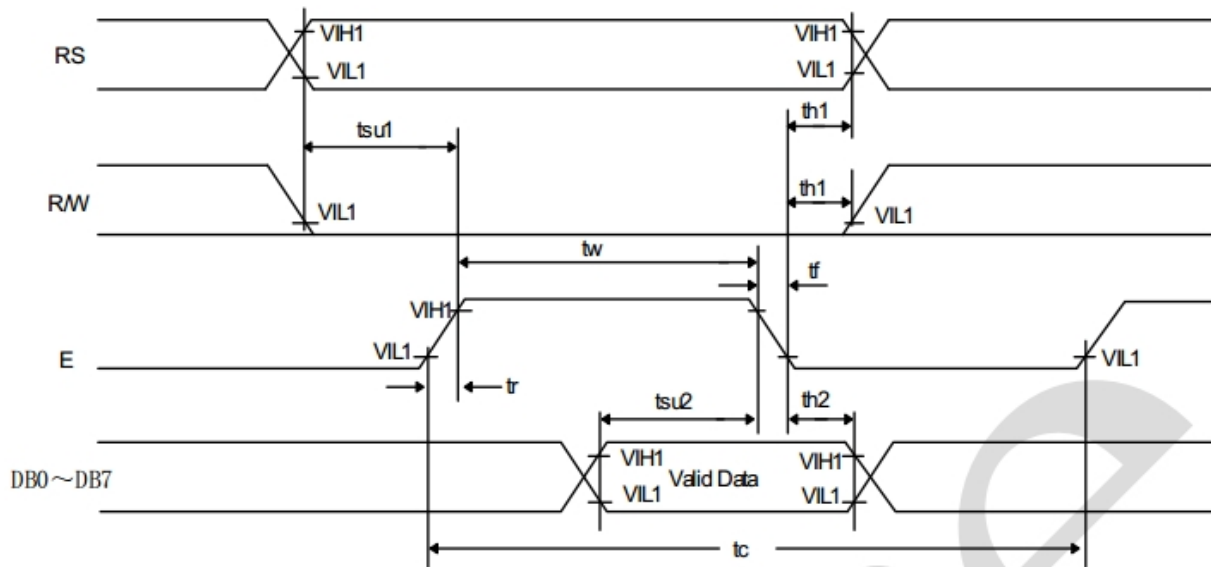 VIH1 VIH1
RS
VIL1 VIL1
th1
tsu1
th1
R/W
VIL1 VIL1
tw
tf
VIH1
E VIL1 VIL1
tr
tsu2 th2
VIH1 VIH1
DB0～DB7 Valid Data
VIL1 VIL1
tc